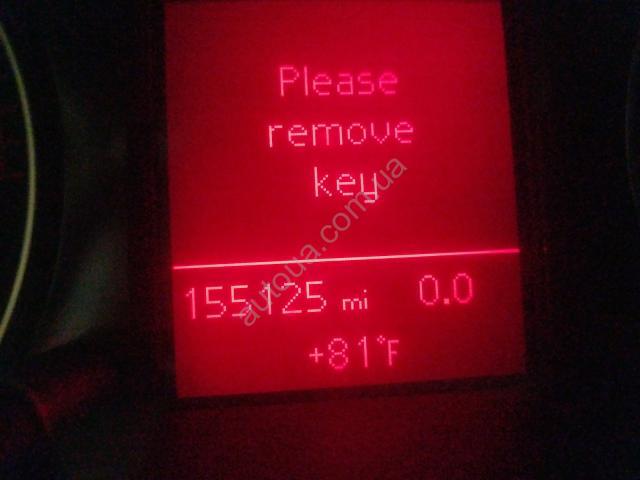 Please
remove
key
155125 mi 0.0
+81°F
autoua.com.ua